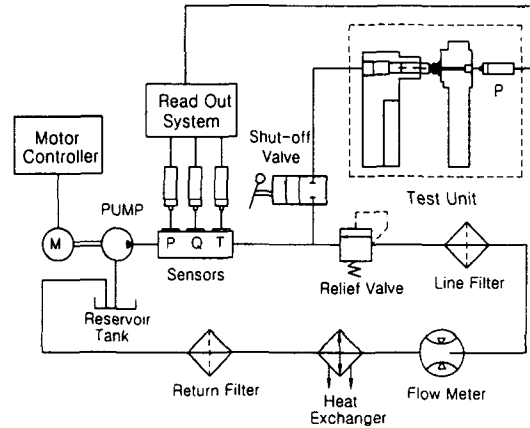 Read Out
System
Motor
Controller
Shut-off
Valve
P
Test Unit
PUMP
M
P Q T
Sensors
Relief Valve
Line Filter
Reservoir
Tank
Return Filter
Heat
Exchanger
Flow Meter